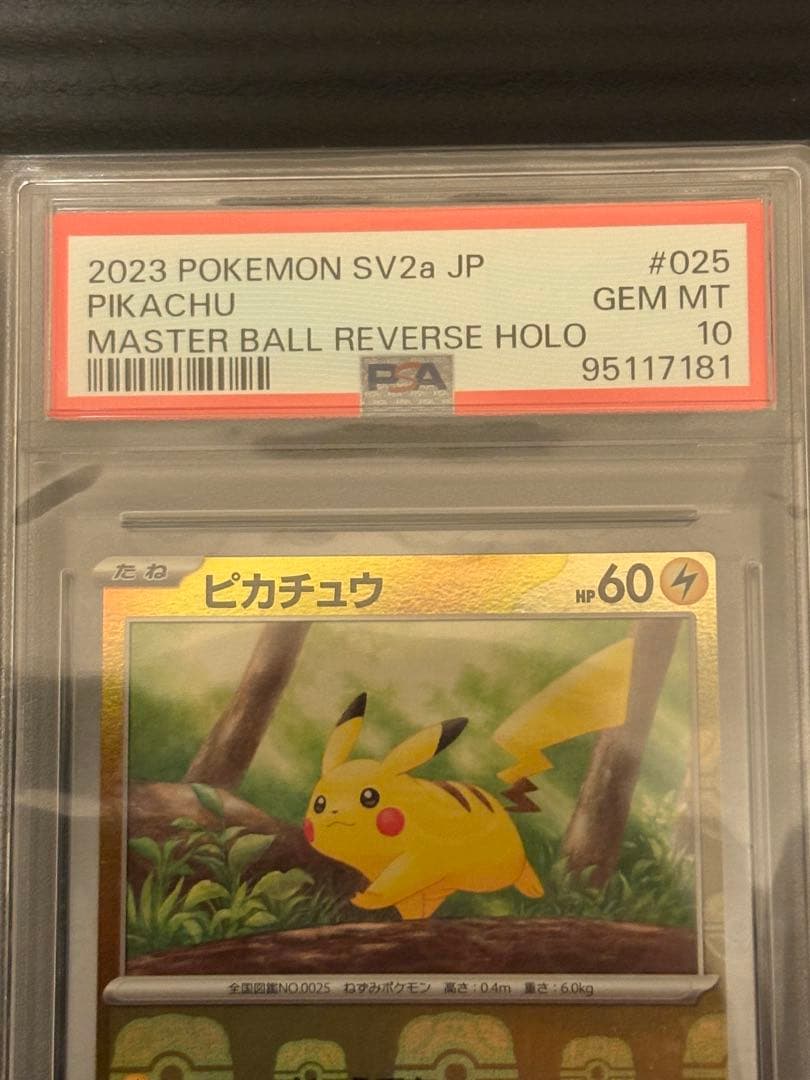 2023 POKEMON SV2a JP #025
PIKACHU GEM MT
MASTER BALL REVERSE HOLO 10
PSA 95117181
たね ピカチュウ HP60
全国図鑑NO.0025 ねずみポケモン 高さ:0.4m 重さ:6.0kg